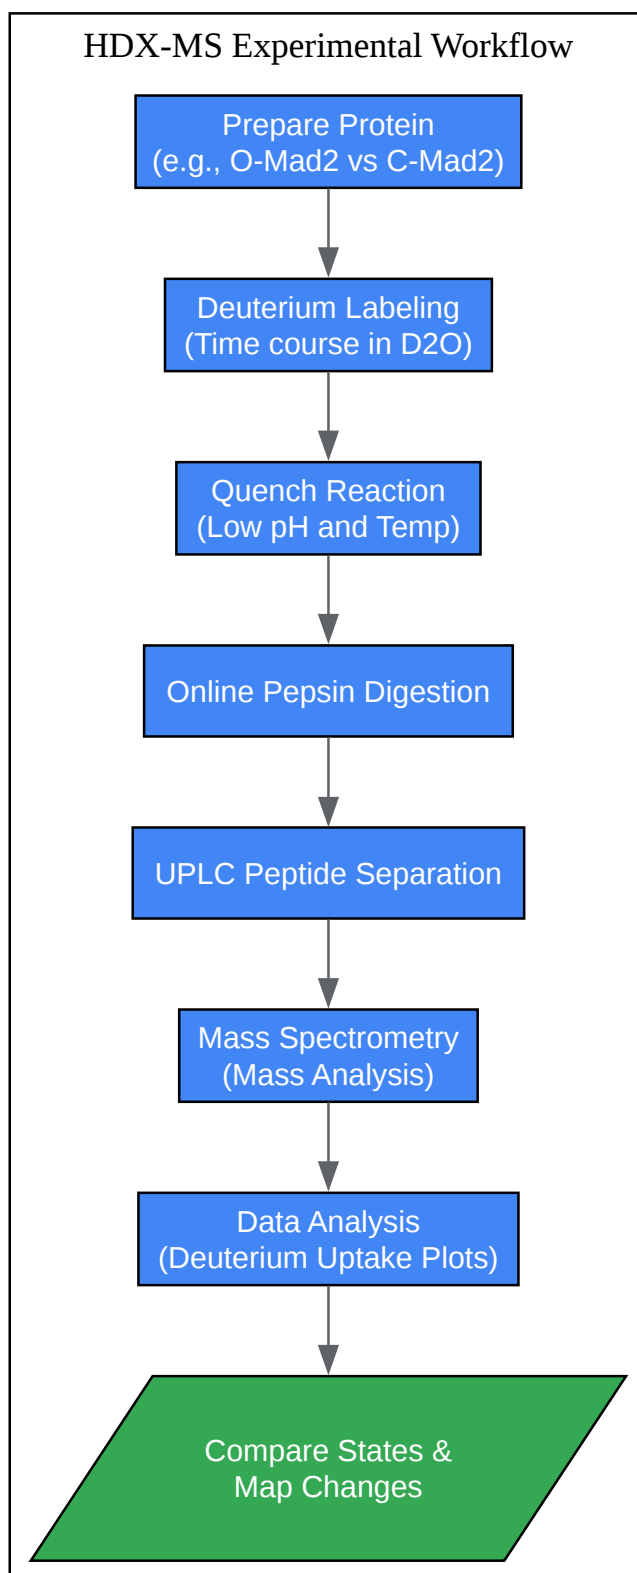 HDX-MS Experimental Workflow
Prepare Protein
(e.g., O-Mad2 vs C-Mad2)
Deuterium Labeling
(Time course in D2O)
Quench Reaction
(Low pH and Temp)
Online Pepsin Digestion
UPLC Peptide Separation
Mass Spectrometry
(Mass Analysis)
Data Analysis
(Deuterium Uptake Plots)
Compare States &
Map Changes